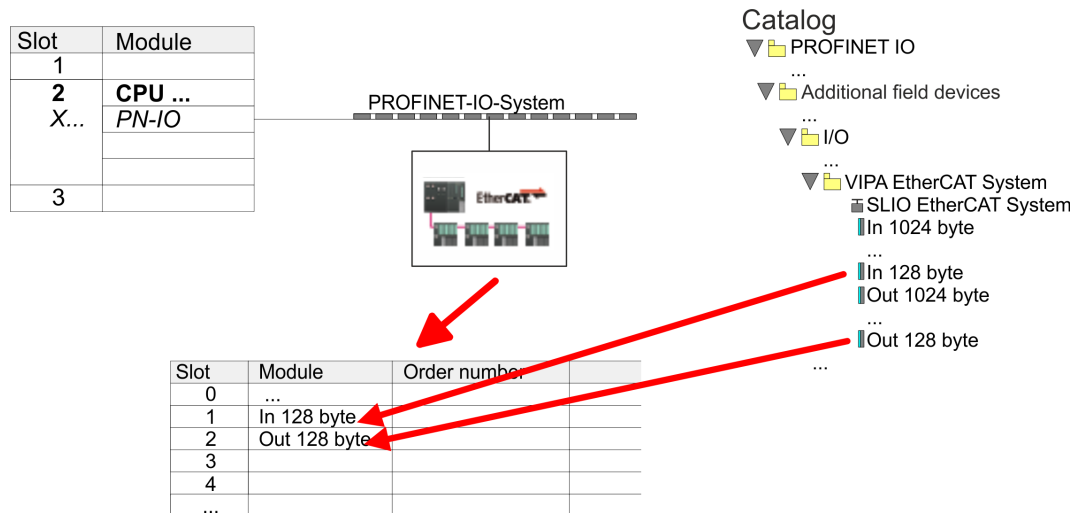 Slot Module
1
2 CPU ...
X... PN-IO
3
PROFINET-IO-System
EtherCAT
Catalog
PROFINET IO
...
Additional field devices
...
I/O
...
VIPA EtherCAT System
SLIO EtherCAT System
In 1024 byte
...
In 128 byte
Out 1024 byte
...
Out 128 byte
...
Slot Module Order number
0 ...
1 In 128 byte
2 Out 128 byte
3
4
...